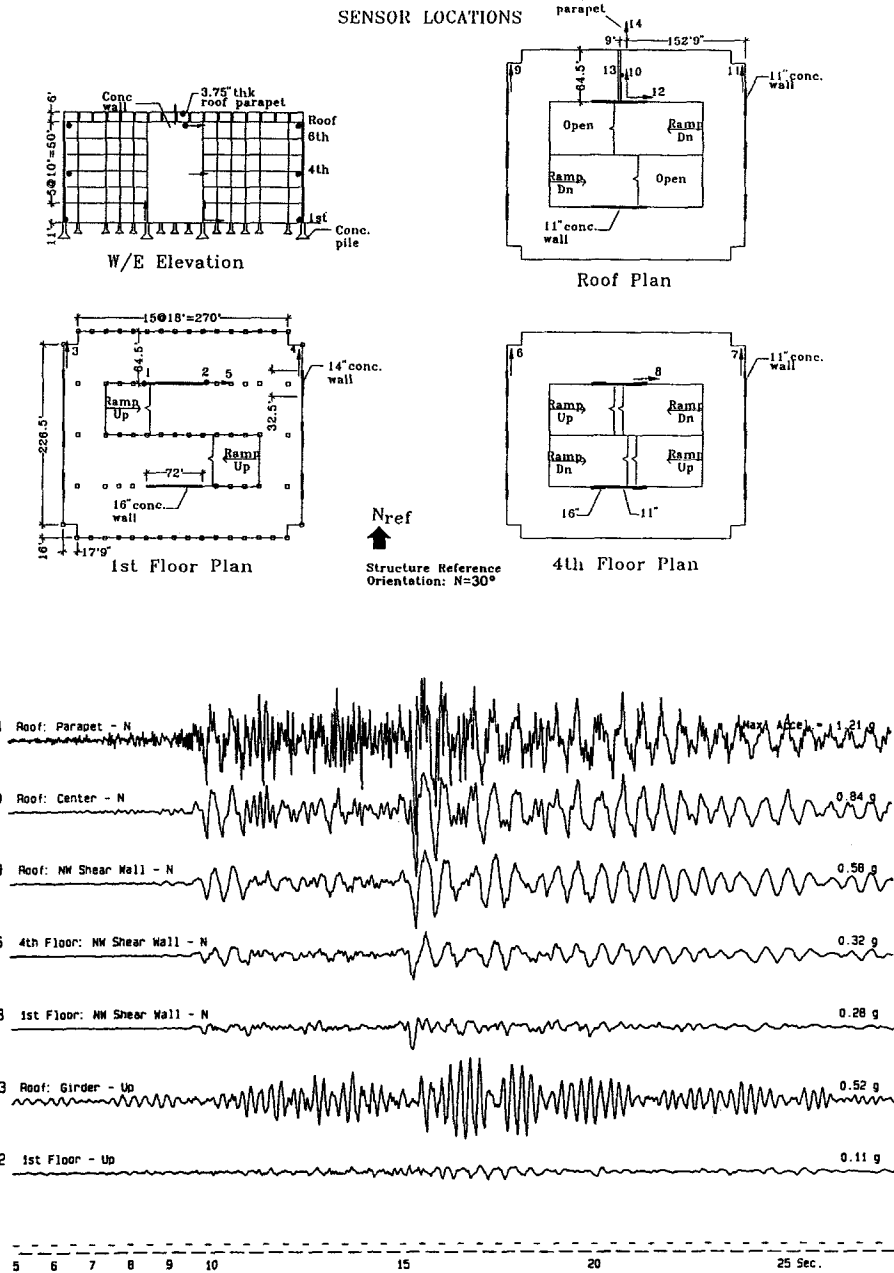 SENSOR LOCATIONS
Conc wall
3.75" thk roof parapet
6'
Roof
6th
4th
1st
5@10'=50'
11'
Conc. pile
W/E Elevation
parapet
14
9'
152'9"
9
13
10
11
64.5'
12
11" conc. wall
Open
Ramp Dn
Ramp Dn
Open
11" conc. wall
Roof Plan
15@18'=270'
3
64.5'
1
2
5
4
14" conc. wall
Ramp Up
32.5'
226.5'
Ramp Up
72'
16" conc. wall
16'
17'9"
1st Floor Plan
Nref
Structure Reference
Orientation: N=30°
6
7
11" conc. wall
8
Ramp Up
Ramp Dn
Ramp Dn
Ramp Up
16"
11"
4th Floor Plan
Roof: Parapet - N
Max. Accel. = 1.21 g
Roof: Center - N
0.84 g
Roof: NW Shear Wall - N
0.58 g
4th Floor: NW Shear Wall - N
0.32 g
1st Floor: NW Shear Wall - N
0.28 g
3 Roof: Girder - Up
0.52 g
2 1st Floor - Up
0.11 g
5 6 7 8 9 10 15 20 25 Sec.